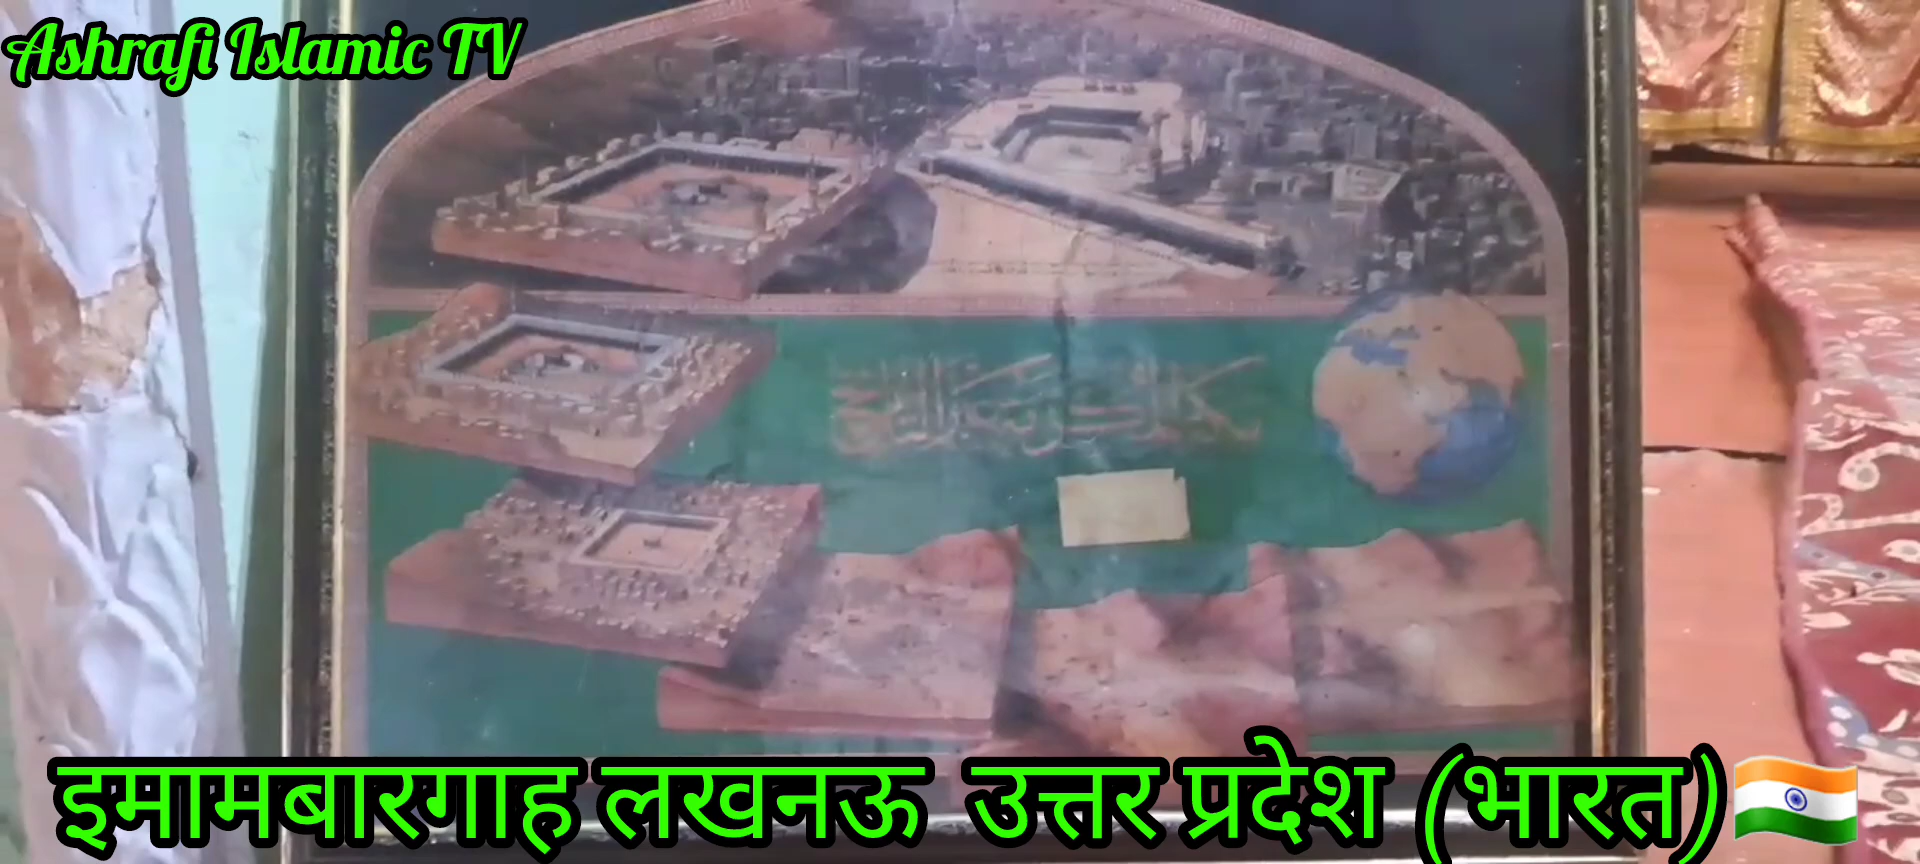 Ashrafi Islamic TV
इमामबारगाह लखनऊ उत्तर प्रदेश (भारत)